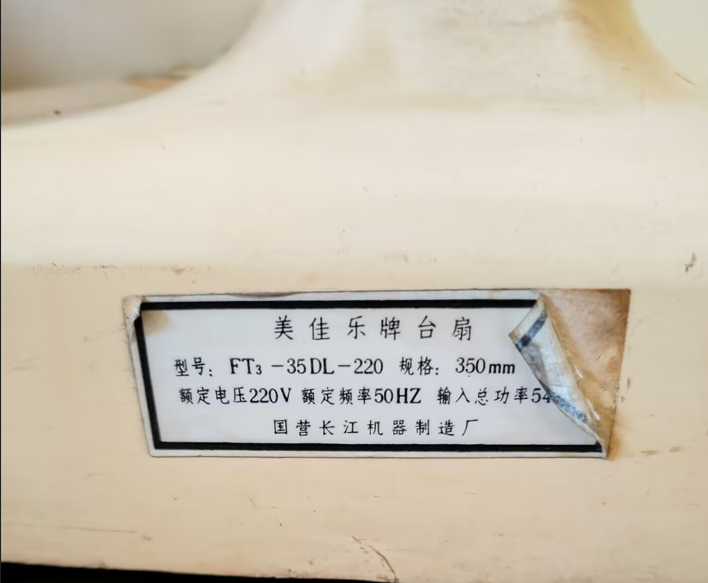 美佳乐牌台扇
型号：FT₃-35DL-220 规格：350mm
额定电压220V 额定频率50HZ 输入总功率54
国营长江机器制造厂